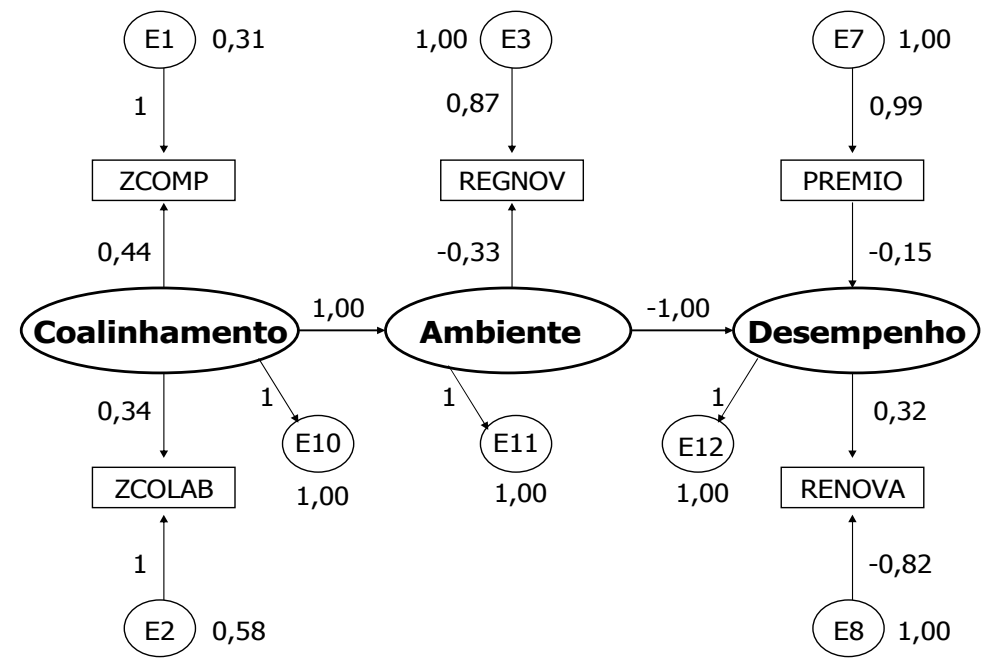 E1 0,31 1,00 E3 E7 1,00
1 0,87 0,99
ZCOMP REGNOV PREMIO
0,44 -0,33 -0,15
1,00 -1,00
Coalinhamento Ambiente Desempenho
0,34 1 1 1 0,32
E10 E11 E12
ZCOLAB 1,00 1,00 1,00 RENOVA
1 -0,82
E2 0,58 E8 1,00